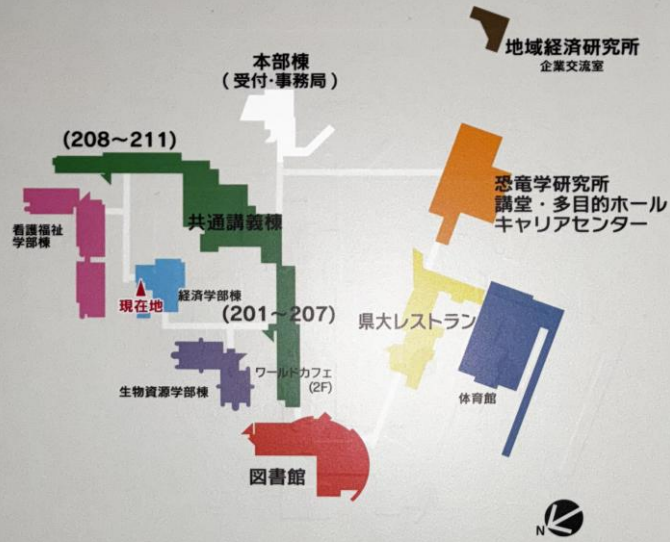 地域経済研究所
企業交流室
本部棟
(受付・事務局)
(208～211)
恐竜学研究所
講堂・多目的ホール
キャリアセンター
共通講義棟
看護福祉
学部棟
現在地
経済学部棟
(201～207)
県大レストラン
ワールドカフェ
(2F)
生物資源学部棟
体育館
図書館
N